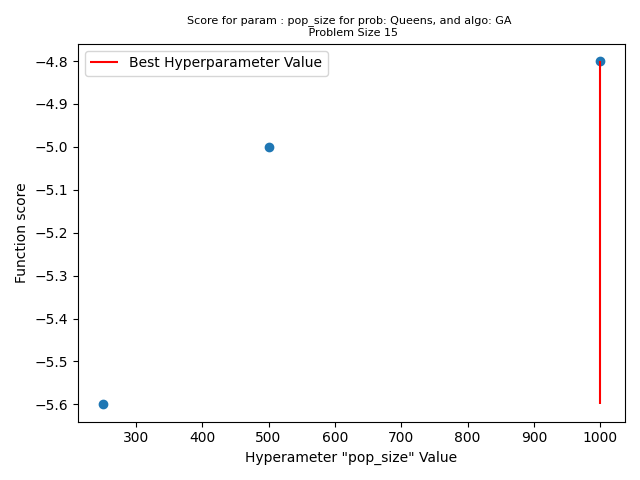 Score for param : pop_size for prob: Queens, and algo: GA
Problem Size 15
Best Hyperparameter Value
Function score
−4.8
−4.9
−5.0
−5.1
−5.2
−5.3
−5.4
−5.5
−5.6
300 400 500 600 700 800 900 1000
Hyperameter "pop_size" Value